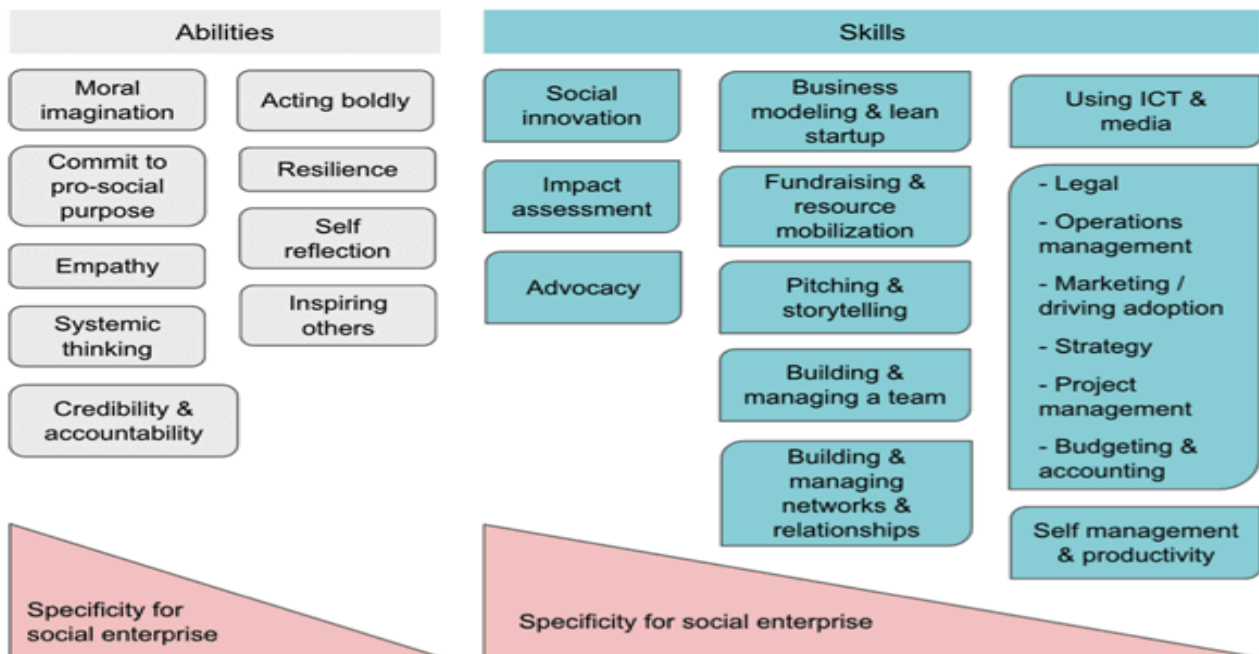 Abilities
Moral
imagination
Commit to
pro-social
purpose
Empathy
Systemic
thinking
Credibility &
accountability
Acting boldly
Resilience
Self
reflection
Inspiring
others
Specificity for
social enterprise
Skills
Social
innovation
Impact
assessment
Advocacy
Business
modeling & lean
startup
Fundraising &
resource
mobilization
Pitching &
storytelling
Building &
managing a team
Building &
managing
networks &
relationships
Using ICT &
media
- Legal
- Operations
management
- Marketing /
driving adoption
- Strategy
- Project
management
- Budgeting &
accounting
Self management
& productivity
Specificity for social enterprise